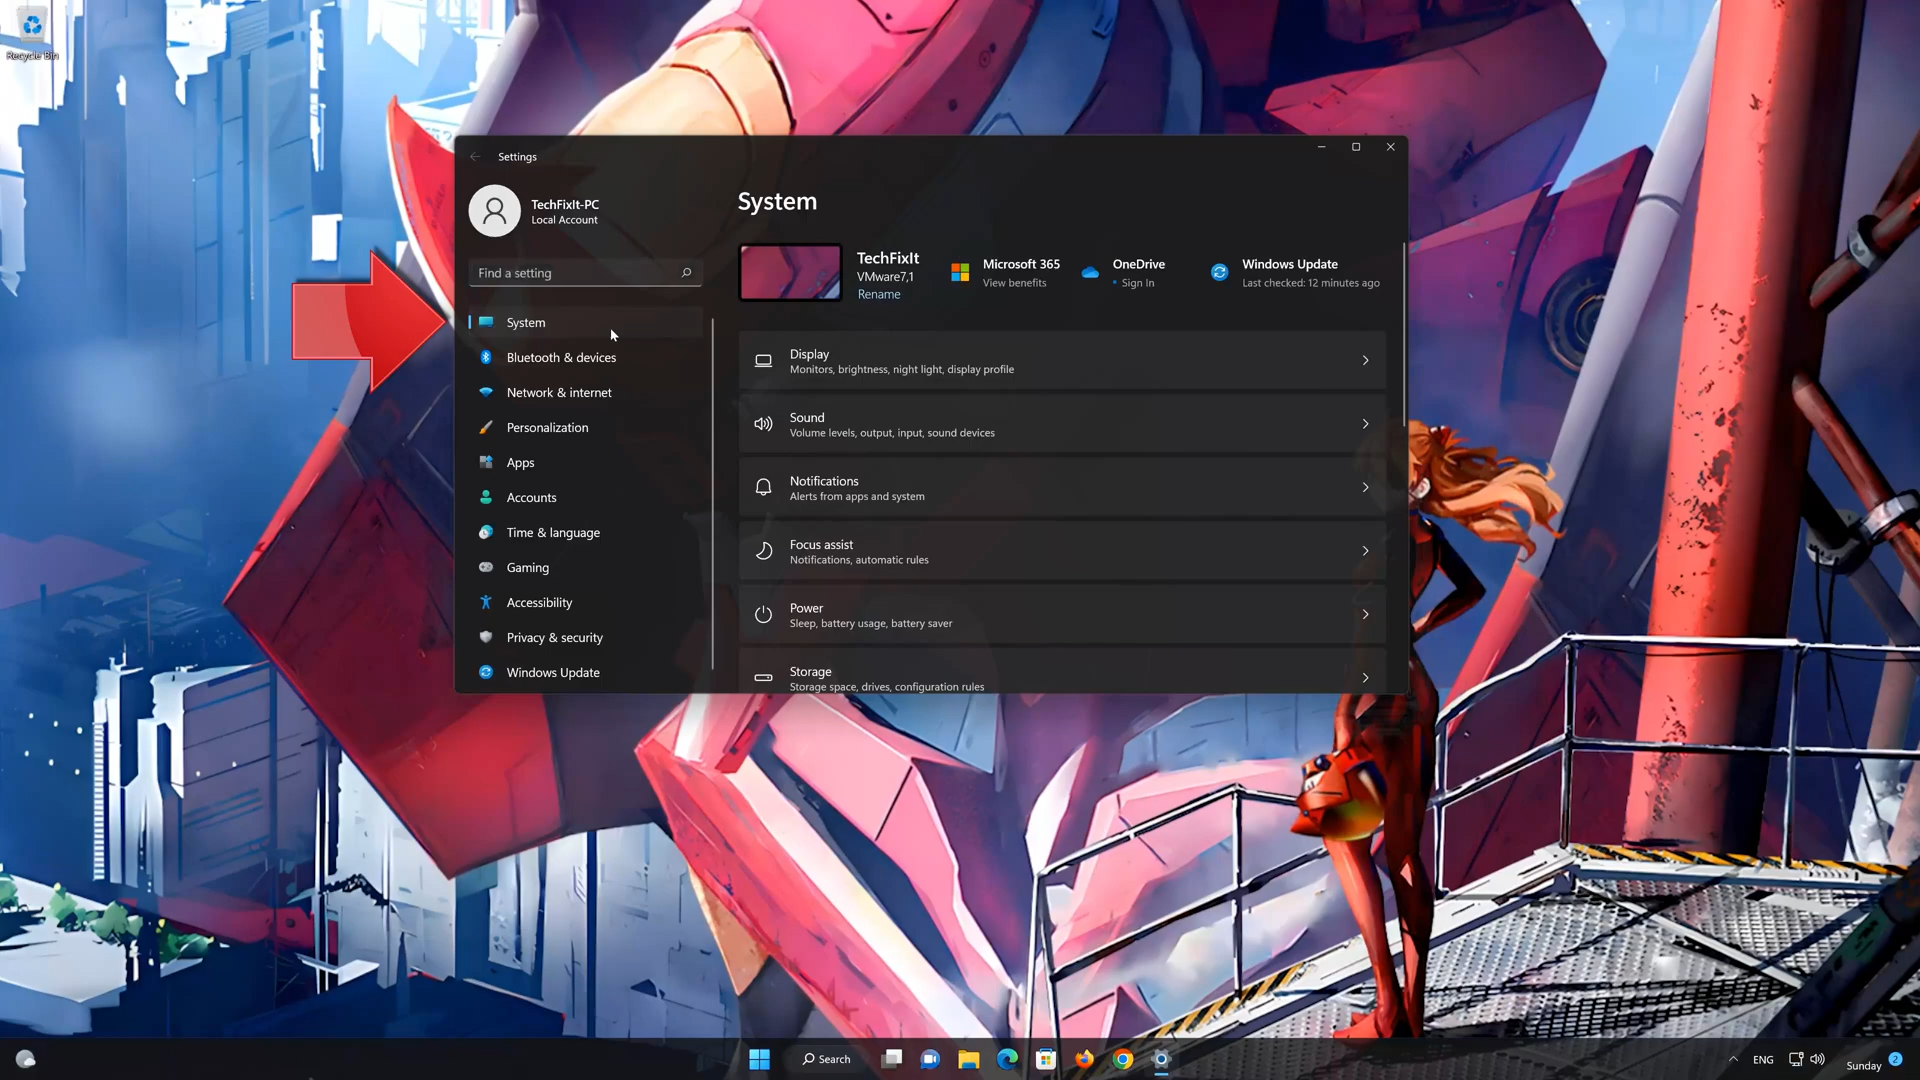 Recycle Bin
Settings
TechFixIt-PC
Local Account
Find a setting
System
Bluetooth & devices
Network & internet
Personalization
Apps
Accounts
Time & language
Gaming
Accessibility
Privacy & security
Windows Update
System
TechFixIt
VMware7,1
Rename
Microsoft 365
View benefits
OneDrive
Sign In
Windows Update
Last checked: 12 minutes ago
Display
Monitors, brightness, night light, display profile
Sound
Volume levels, output, input, sound devices
Notifications
Alerts from apps and system
Focus assist
Notifications, automatic rules
Power
Sleep, battery usage, battery saver
Storage
Storage space, drives, configuration rules
Search
ENG
Sunday
2